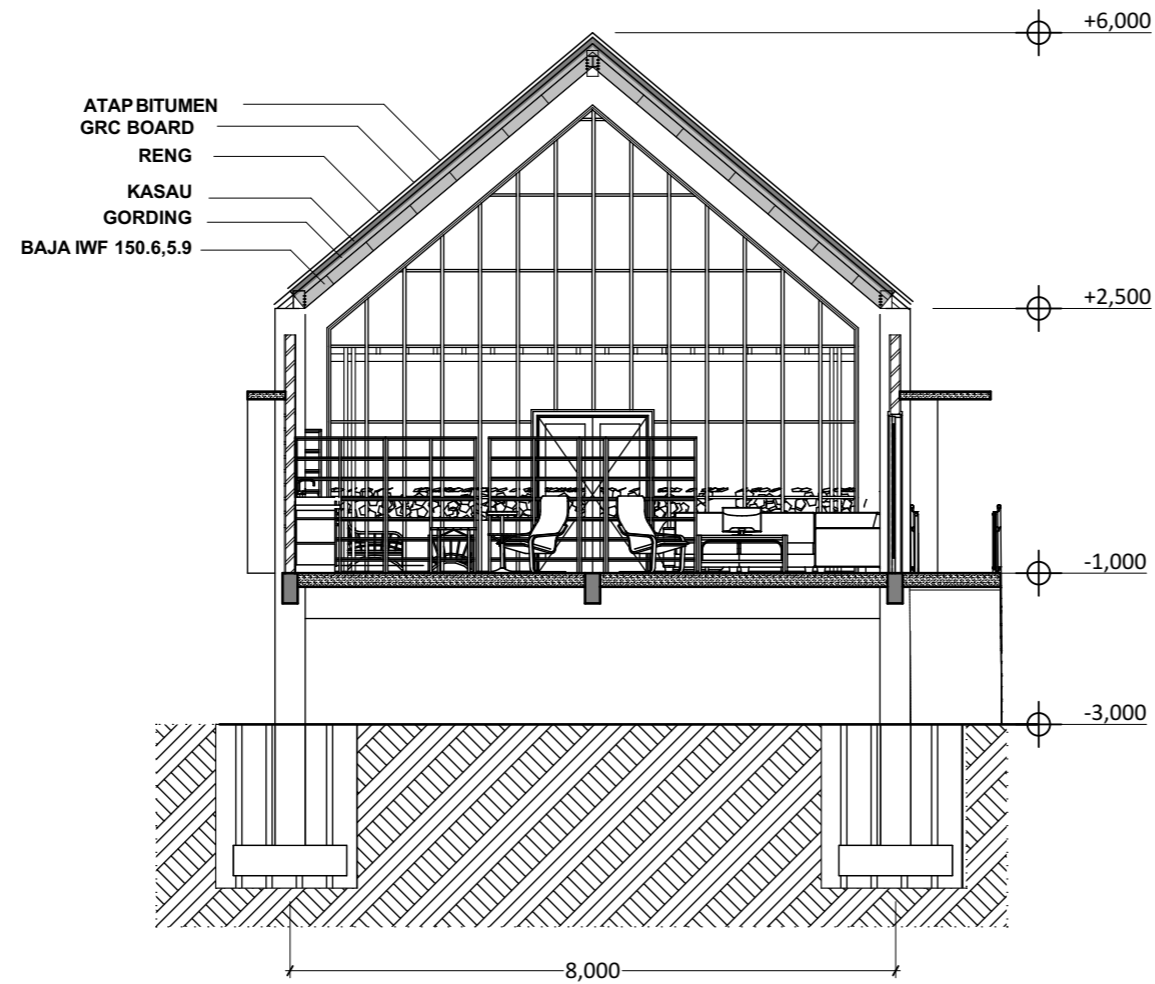 +6,000
ATAP BITUMEN
GRC BOARD
RENG
KASAU
GORDING
BAJA IWF 150.6,5.9
+2,500
-1,000
-3,000
8,000